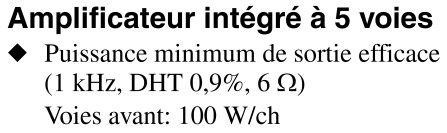 Amplificateur intégré à 5 voies
◆ Puissance minimum de sortie efficace
(1 kHz, DHT 0,9%, 6 Ω)
Voies avant: 100 W/ch